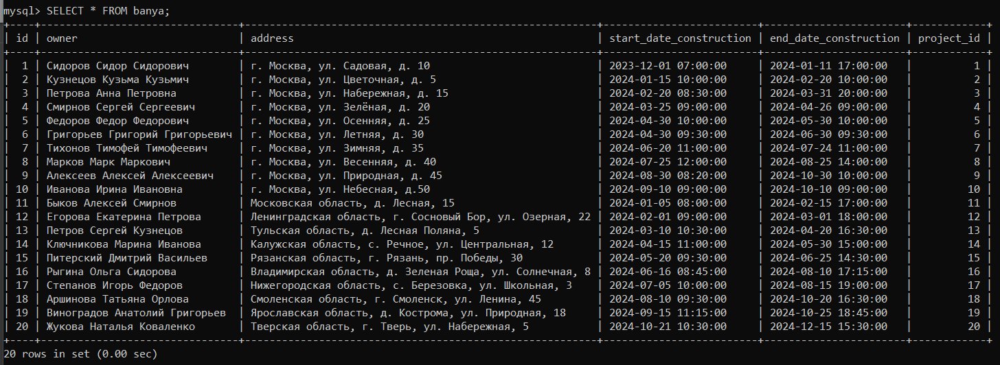 mysql> SELECT * FROM banya;
+----+--------------------------------+---------------------------------------------------------+-------------------------+-----------------------+------------+
| id | owner                          | address                                                 | start_date_construction | end_date_construction | project_id |
+----+--------------------------------+---------------------------------------------------------+-------------------------+-----------------------+------------+
|  1 | Сидоров Сидор Сидорович        | г. Москва, ул. Садовая, д. 10                           | 2023-12-01 07:00:00     | 2024-01-11 17:00:00   |          1 |
|  2 | Кузнецов Кузьма Кузьмич        | г. Москва, ул. Цветочная, д. 5                          | 2024-01-15 10:00:00     | 2024-02-20 10:00:00   |          2 |
|  3 | Петрова Анна Петровна          | г. Москва, ул. Набережная, д. 15                        | 2024-02-20 08:30:00     | 2024-03-31 20:00:00   |          3 |
|  4 | Смирнов Сергей Сергеевич       | г. Москва, ул. Зелёная, д. 20                           | 2024-03-25 09:00:00     | 2024-04-26 09:00:00   |          4 |
|  5 | Федоров Федор Федорович        | г. Москва, ул. Осенняя, д. 25                           | 2024-04-30 10:00:00     | 2024-05-30 10:00:00   |          5 |
|  6 | Григорьев Григорий Григорьевич | г. Москва, ул. Летняя, д. 30                            | 2024-04-30 09:30:00     | 2024-06-30 09:30:00   |          6 |
|  7 | Тихонов Тимофей Тимофеевич     | г. Москва, ул. Зимняя, д. 35                            | 2024-06-20 11:00:00     | 2024-07-24 11:00:00   |          7 |
|  8 | Марков Марк Маркович           | г. Москва, ул. Весенняя, д. 40                          | 2024-07-25 12:00:00     | 2024-08-25 14:00:00   |          8 |
|  9 | Алексеев Алексей Алексеевич    | г. Москва, ул. Природная, д. 45                         | 2024-08-30 08:20:00     | 2024-10-30 10:00:00   |          9 |
| 10 | Иванова Ирина Ивановна         | г. Москва, ул. Небесная, д.50                           | 2024-09-10 09:00:00     | 2024-10-10 09:00:00   |         10 |
| 11 | Быков Алексей Смирнов          | Московская область, д. Лесная, 15                       | 2024-01-05 08:00:00     | 2024-02-15 17:00:00   |         11 |
| 12 | Егорова Екатерина Петрова      | Ленинградская область, г. Сосновый Бор, ул. Озерная, 22 | 2024-02-01 09:00:00     | 2024-03-01 18:00:00   |         12 |
| 13 | Петров Сергей Кузнецов         | Тульская область, д. Лесная Поляна, 5                   | 2024-03-10 10:30:00     | 2024-04-20 16:30:00   |         13 |
| 14 | Ключникова Марина Иванова      | Калужская область, с. Речное, ул. Центральная, 12       | 2024-04-15 11:00:00     | 2024-05-30 15:00:00   |         14 |
| 15 | Питерский Дмитрий Васильев     | Рязанская область, г. Рязань, пр. Победы, 30            | 2024-05-20 09:30:00     | 2024-06-25 14:30:00   |         15 |
| 16 | Рыгина Ольга Сидорова          | Владимирская область, д. Зеленая Роща, ул. Солнечная, 8 | 2024-06-16 08:45:00     | 2024-08-10 17:15:00   |         16 |
| 17 | Степанов Игорь Федоров         | Нижегородская область, с. Березовка, ул. Школьная, 3    | 2024-07-05 10:00:00     | 2024-08-15 19:00:00   |         17 |
| 18 | Аршинова Татьяна Орлова        | Смоленская область, г. Смоленск, ул. Ленина, 45         | 2024-08-10 09:30:00     | 2024-10-20 16:30:00   |         18 |
| 19 | Виноградов Анатолий Григорьев  | Ярославская область, д. Кострома, ул. Природная, 18     | 2024-09-15 11:15:00     | 2024-10-25 18:45:00   |         19 |
| 20 | Жукова Наталья Коваленко       | Тверская область, г. Тверь, ул. Набережная, 5           | 2024-10-21 10:30:00     | 2024-12-15 15:30:00   |         20 |
+----+--------------------------------+---------------------------------------------------------+-------------------------+-----------------------+------------+
20 rows in set (0.00 sec)